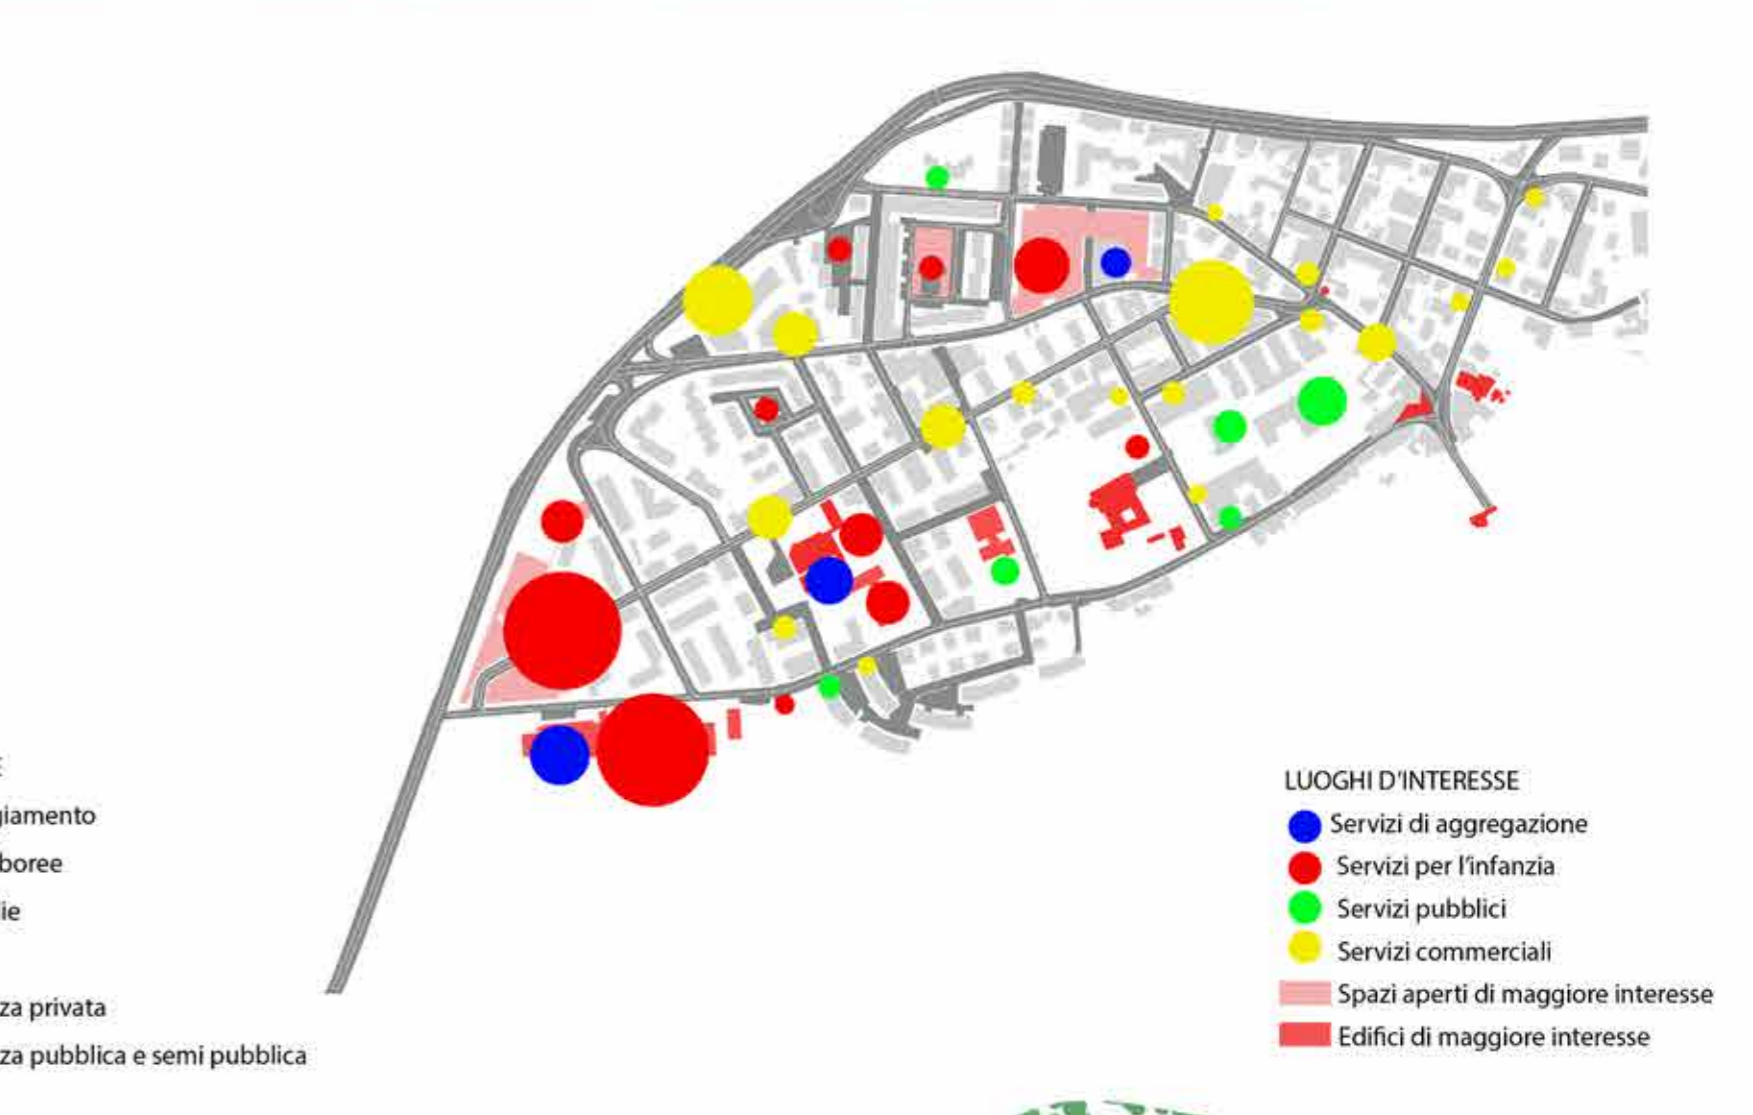 giamento
boree
ie
za privata
za pubblica e semi pubblica
LUOGHI D'INTERESSE
Servizi di aggregazione
Servizi per l'infanzia
Servizi pubblici
Servizi commerciali
Spazi aperti di maggiore interesse
Edifici di maggiore interesse